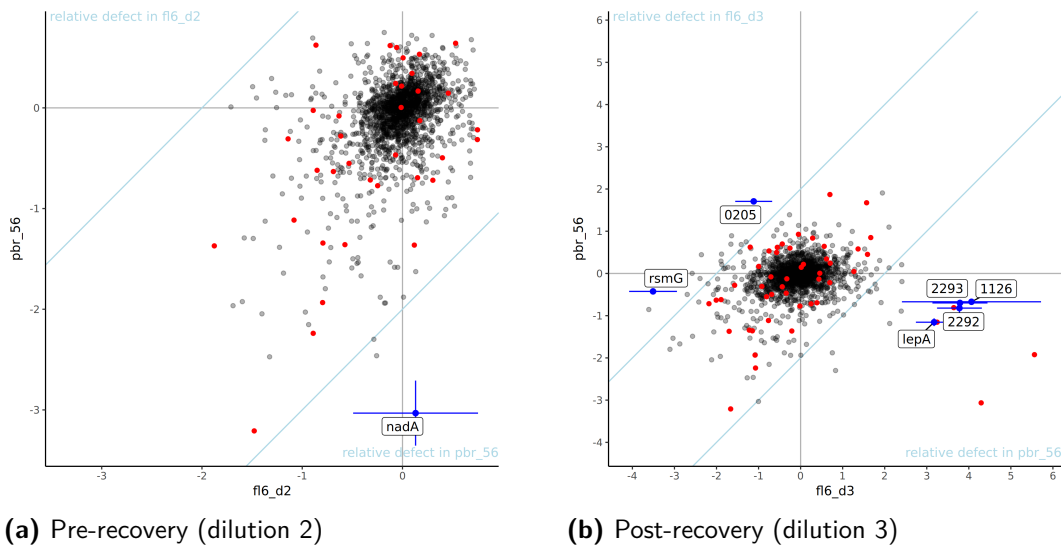 relative defect in fl6_d2
0
-1
-2
-3
pbr_56
nadA
relative defect in pbr_56
-3
-2
-1
0
fl6_d2
(a) Pre-recovery (dilution 2)
relative defect in fl6_d3
6
5
4
3
2
1
0
-1
-2
-3
-4
pbr_56
0205
rsmG
2293
1126
2292
lepA
relative defect in pbr_56
-4
-3
-2
-1
0
1
2
3
4
5
6
fl6_d3
(b) Post-recovery (dilution 3)